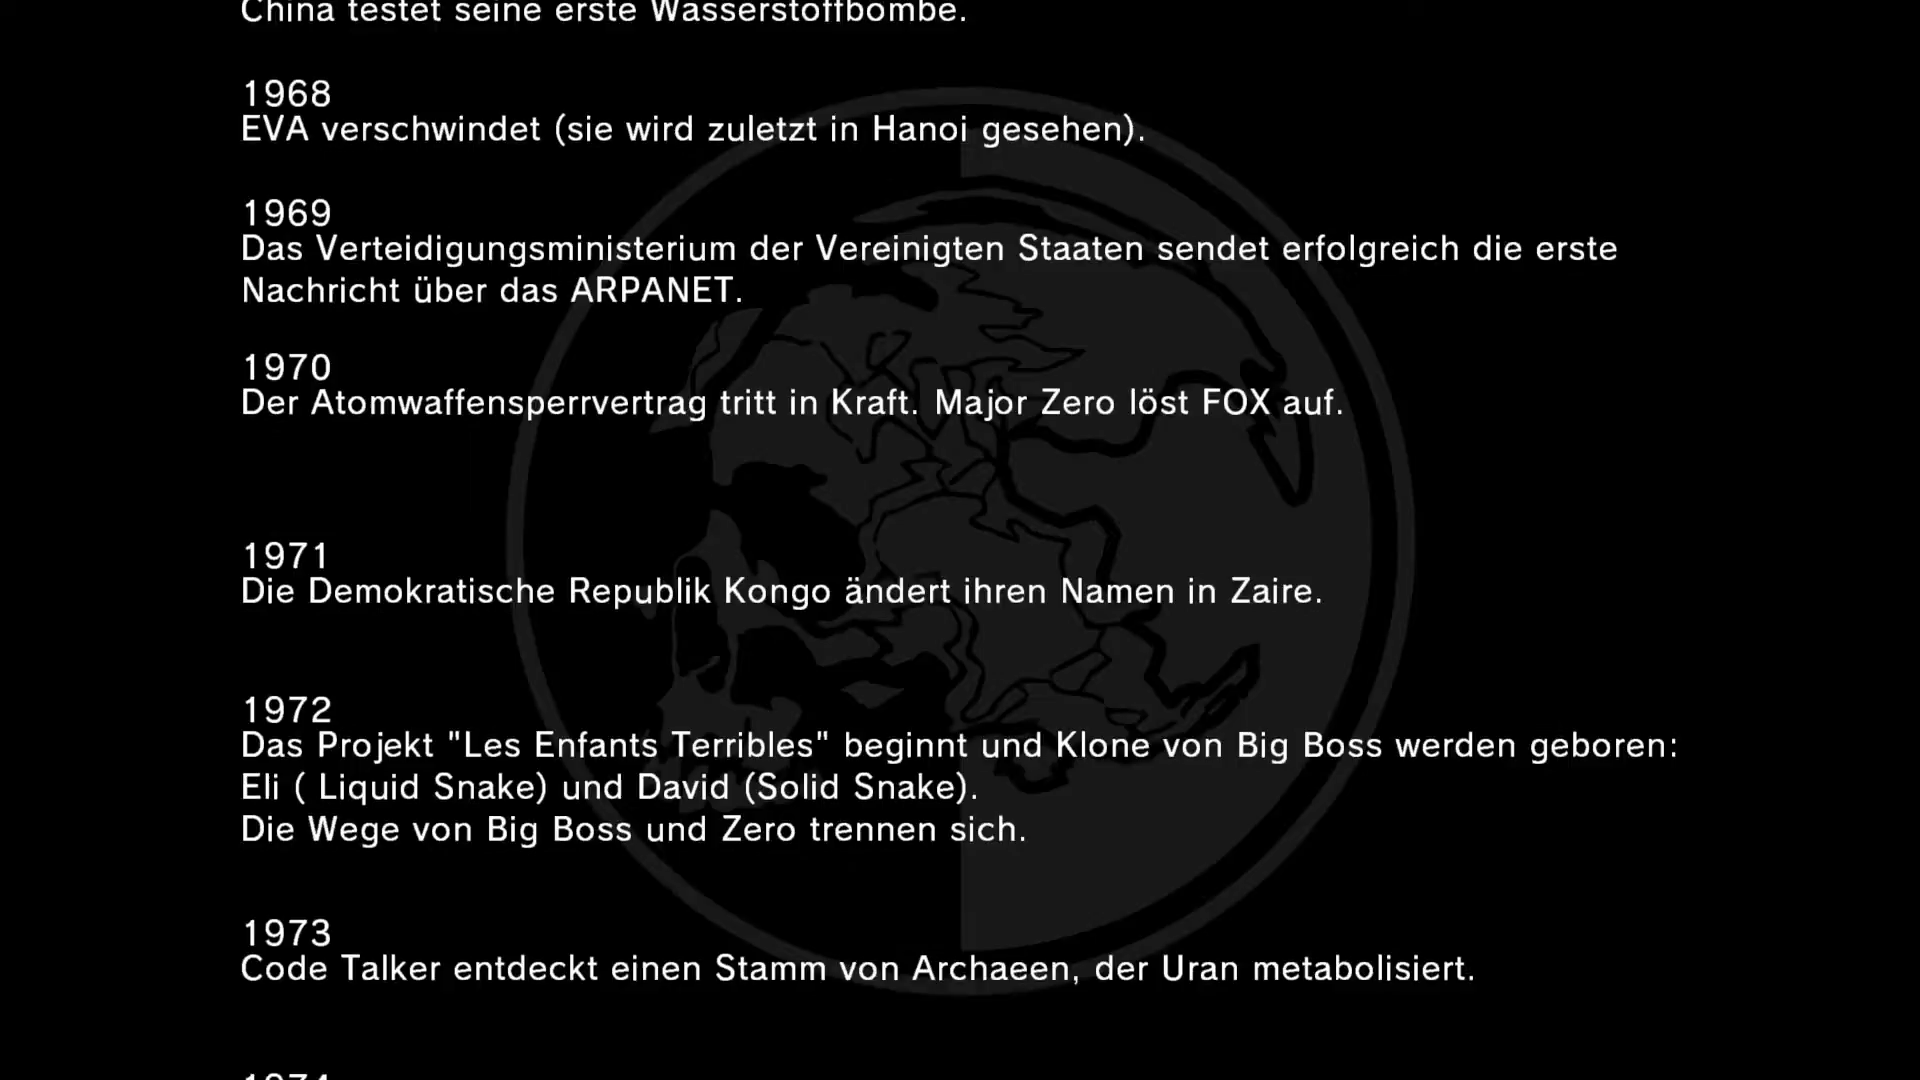 China testet seine erste Wasserstoffbombe.
1968
EVA verschwindet (sie wird zuletzt in Hanoi gesehen).
1969
Das Verteidigungsministerium der Vereinigten Staaten sendet erfolgreich die erste
Nachricht über das ARPANET.
1970
Der Atomwaffensperrvertrag tritt in Kraft. Major Zero löst FOX auf.
1971
Die Demokratische Republik Kongo ändert ihren Namen in Zaire.
1972
Das Projekt "Les Enfants Terribles" beginnt und Klone von Big Boss werden geboren:
Eli ( Liquid Snake) und David (Solid Snake).
Die Wege von Big Boss und Zero trennen sich.
1973
Code Talker entdeckt einen Stamm von Archaeen, der Uran metabolisiert.
1974